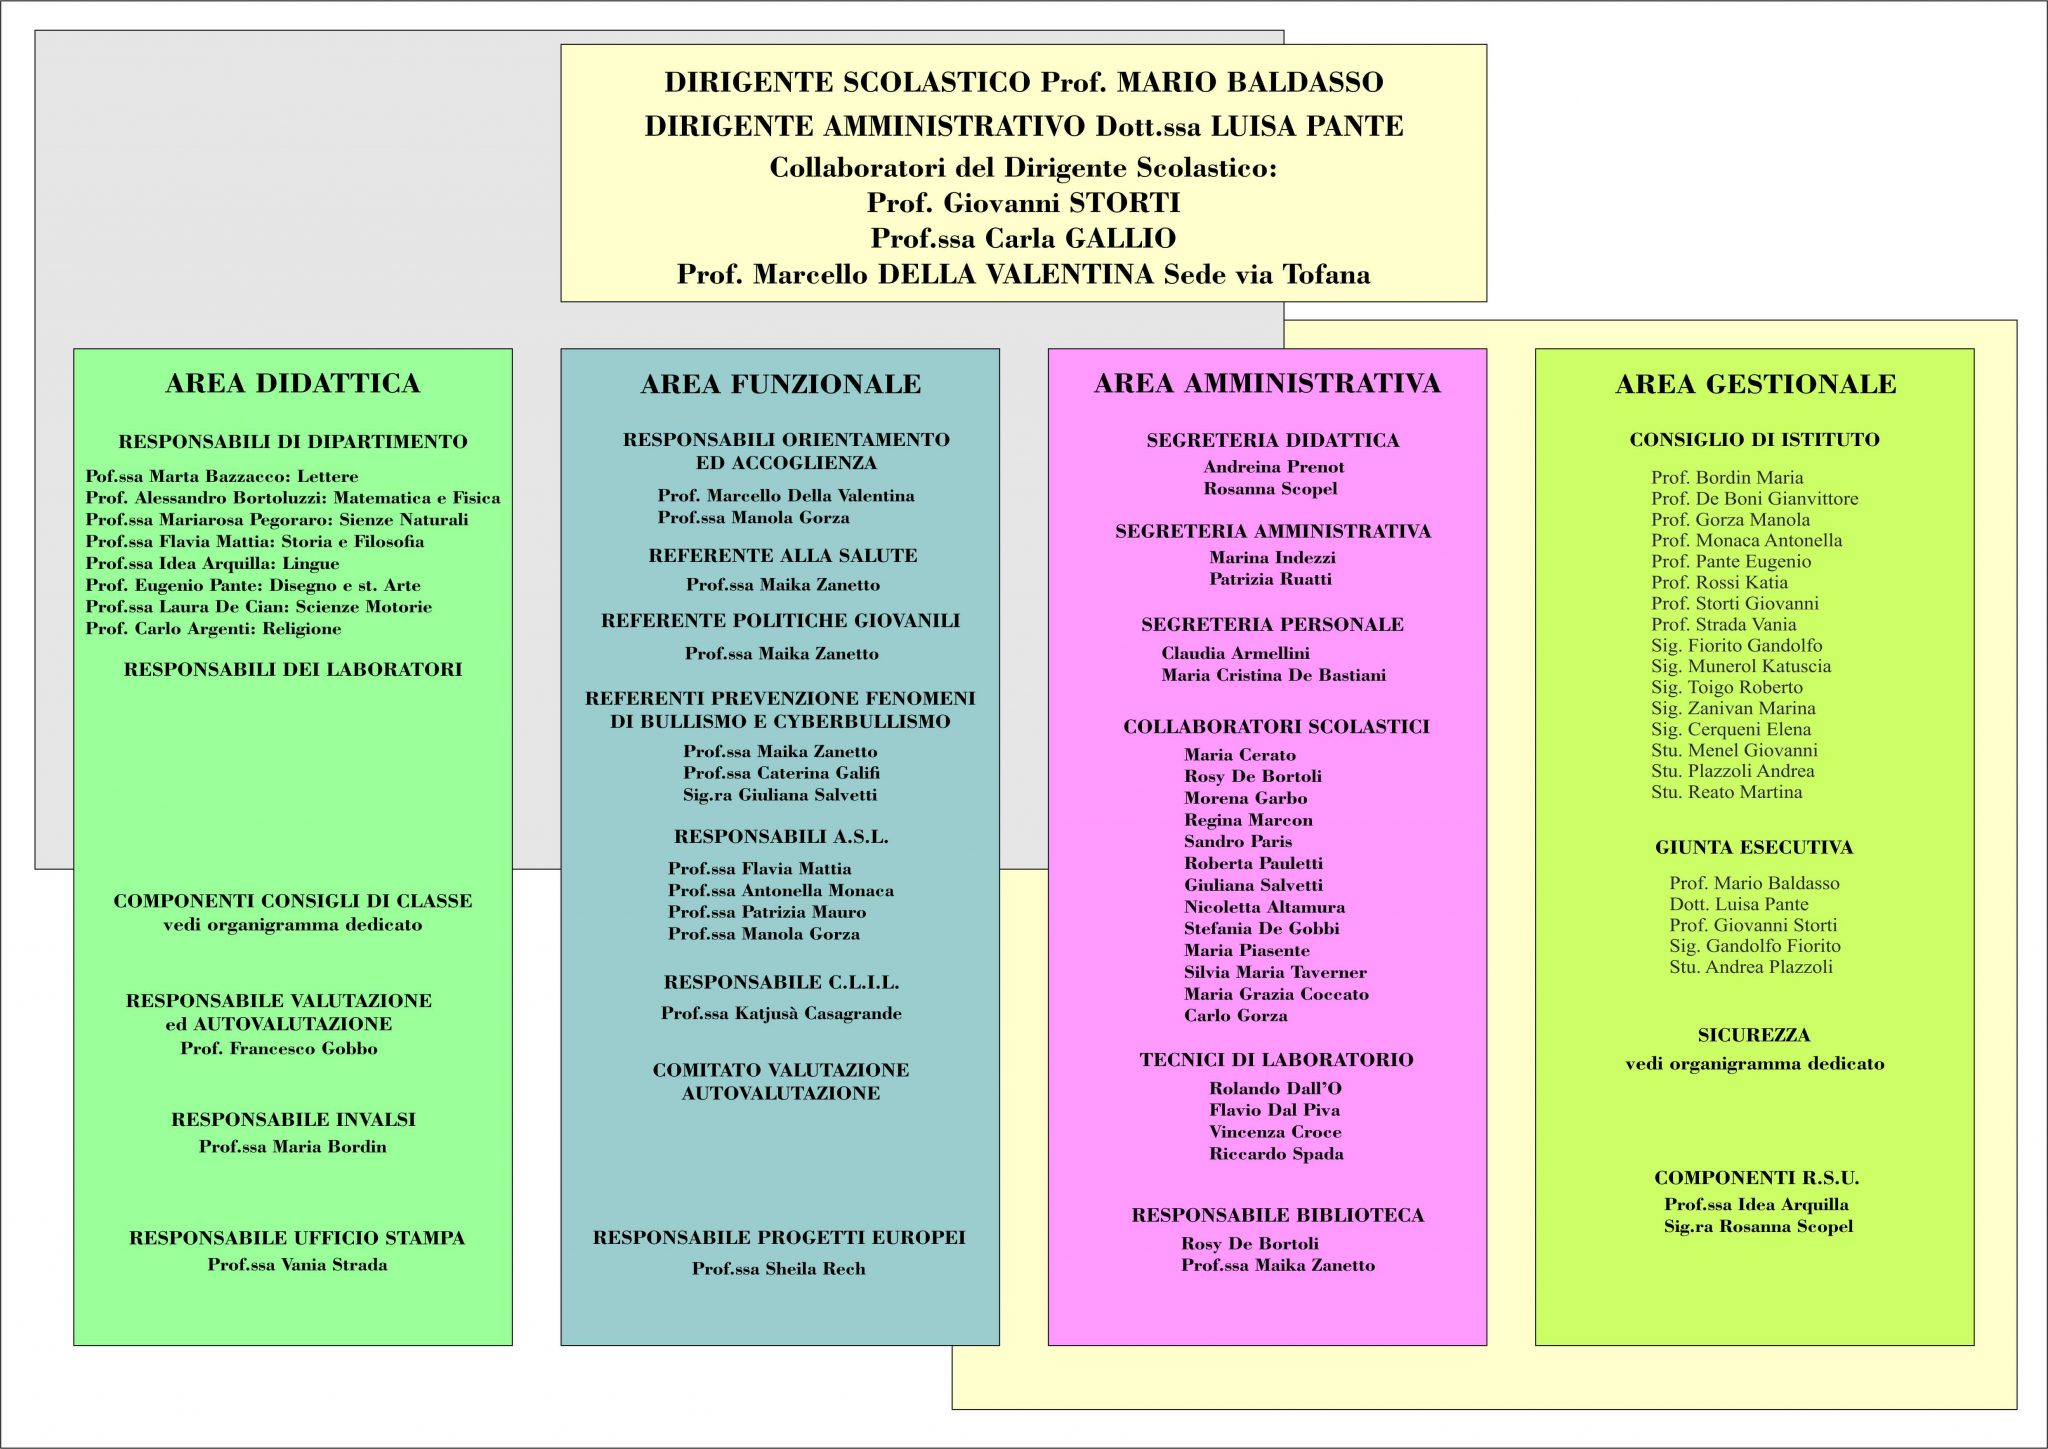 DIRIGENTE SCOLASTICO Prof. MARIO BALDASSO
DIRIGENTE AMMINISTRATIVO Dott.ssa LUISA PANTE
Collaboratori del Dirigente Scolastico:
Prof. Giovanni STORTI
Prof.ssa Carla GALLIO
Prof. Marcello DELLA VALENTINA Sede via Tofana
AREA DIDATTICA
RESPONSABILI DI DIPARTIMENTO
Pof.ssa Marta Bazzacco: Lettere
Prof. Alessandro Bortoluzzi: Matematica e Fisica
Prof.ssa Mariarosa Pegoraro: Sienze Naturali
Prof.ssa Flavia Mattia: Storia e Filosofia
Prof.ssa Idea Arquilla: Lingue
Prof. Eugenio Pante: Disegno e st. Arte
Prof.ssa Laura De Cian: Scienze Motorie
Prof. Carlo Argenti: Religione
RESPONSABILI DEI LABORATORI
COMPONENTI CONSIGLI DI CLASSE
vedi organigramma dedicato
RESPONSABILE VALUTAZIONE
ed AUTOVALUTAZIONE
Prof. Francesco Gobbo
RESPONSABILE INVALSI
Prof.ssa Maria Bordin
RESPONSABILE UFFICIO STAMPA
Prof.ssa Vania Strada
AREA FUNZIONALE
RESPONSABILI ORIENTAMENTO
ED ACCOGLIENZA
Prof. Marcello Della Valentina
Prof.ssa Manola Gorza
REFERENTE ALLA SALUTE
Prof.ssa Maika Zanetto
REFERENTE POLITICHE GIOVANILI
Prof.ssa Maika Zanetto
REFERENTI PREVENZIONE FENOMENI
DI BULLISMO E CYBERBULLISMO
Prof.ssa Maika Zanetto
Prof.ssa Caterina Galifi
Sig.ra Giuliana Salvetti
RESPONSABILI A.S.L.
Prof.ssa Flavia Mattia
Prof.ssa Antonella Monaca
Prof.ssa Patrizia Mauro
Prof.ssa Manola Gorza
RESPONSABILE C.L.I.L.
Prof.ssa Katjusà Casagrande
COMITATO VALUTAZIONE
AUTOVALUTAZIONE
RESPONSABILE PROGETTI EUROPEI
Prof.ssa Sheila Rech
AREA AMMINISTRATIVA
SEGRETERIA DIDATTICA
Andreina Prenot
Rosanna Scopel
SEGRETERIA AMMINISTRATIVA
Marina Indezzi
Patrizia Ruatti
SEGRETERIA PERSONALE
Claudia Armellini
Maria Cristina De Bastiani
COLLABORATORI SCOLASTICI
Maria Cerato
Rosy De Bortoli
Morena Garbo
Regina Marcon
Sandro Paris
Roberta Pauletti
Giuliana Salvetti
Nicoletta Altamura
Stefania De Gobbi
Maria Piasente
Silvia Maria Taverner
Maria Grazia Coccato
Carlo Gorza
TECNICI DI LABORATORIO
Rolando Dall'O
Flavio Dal Piva
Vincenza Croce
Riccardo Spada
RESPONSABILE BIBLIOTECA
Rosy De Bortoli
Prof.ssa Maika Zanetto
AREA GESTIONALE
CONSIGLIO DI ISTITUTO
Prof. Bordin Maria
Prof. De Boni Gianvittore
Prof. Gorza Manola
Prof. Monaca Antonella
Prof. Pante Eugenio
Prof. Rossi Katia
Prof. Storti Giovanni
Prof. Strada Vania
Sig. Fiorito Gandolfo
Sig. Munerol Katuscia
Sig. Toigo Roberto
Sig. Zanivan Marina
Sig. Cerqueni Elena
Stu. Menel Giovanni
Stu. Plazzoli Andrea
Stu. Reato Martina
GIUNTA ESECUTIVA
Prof. Mario Baldasso
Dott. Luisa Pante
Prof. Giovanni Storti
Sig. Gandolfo Fiorito
Stu. Andrea Plazzoli
SICUREZZA
vedi organigramma dedicato
COMPONENTI R.S.U.
Prof.ssa Idea Arquilla
Sig.ra Rosanna Scopel